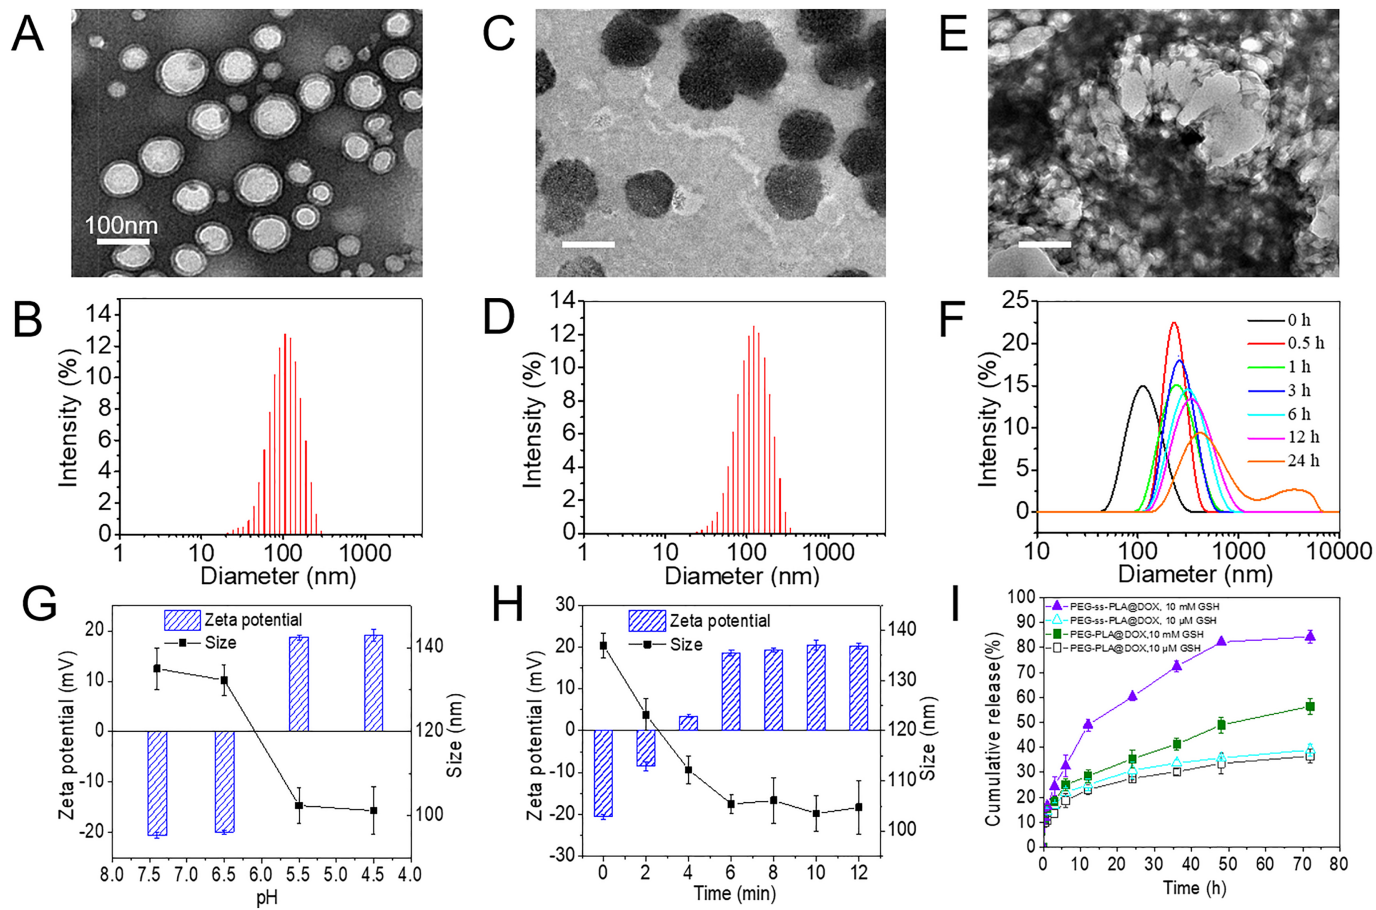 A
100nm
C
E
B
Intensity (%)
14
12
10
8
6
4
2
0
1
10
100
1000
Diameter (nm)
D
Intensity (%)
14
12
10
8
6
4
2
0
1
10
100
1000
Diameter (nm)
F
Intensity (%)
25
20
15
10
5
0
10
100
1000
10000
Diameter (nm)
0 h
0.5 h
1 h
3 h
6 h
12 h
24 h
G
Zeta potential (mV)
20
10
0
-10
-20
8.0
7.5
7.0
6.5
6.0
5.5
5.0
4.5
4.0
pH
140
120
100
Size (nm)
Zeta potential
Size
H
Zeta potential (mV)
30
20
10
0
-10
-20
-30
0
2
4
6
8
10
12
Time (min)
140
130
120
110
100
Size (nm)
Zeta potential
Size
I
Cumulative release(%)
100
90
80
70
60
50
40
30
20
10
0
0
10
20
30
40
50
60
70
80
Time (h)
PEG-ss-PLA@DOX, 10 mM GSH
PEG-ss-PLA@DOX, 10 μM GSH
PEG-PLA@DOX,10 mM GSH
PEG-PLA@DOX,10 μM GSH